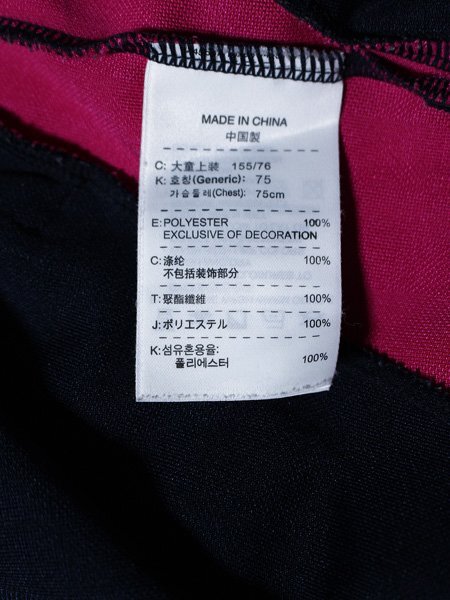 MADE IN CHINA
中国製
C: 大童上装 155/76
K: 호칭(Generic): 75
가슴둘레(Chest): 75cm
E: POLYESTER 100%
EXCLUSIVE OF DECORATION
C: 涤纶 100%
不包括装饰部分
T: 聚酯纖維 100%
J: ポリエステル 100%
K: 섬유혼용율:
폴리에스터 100%